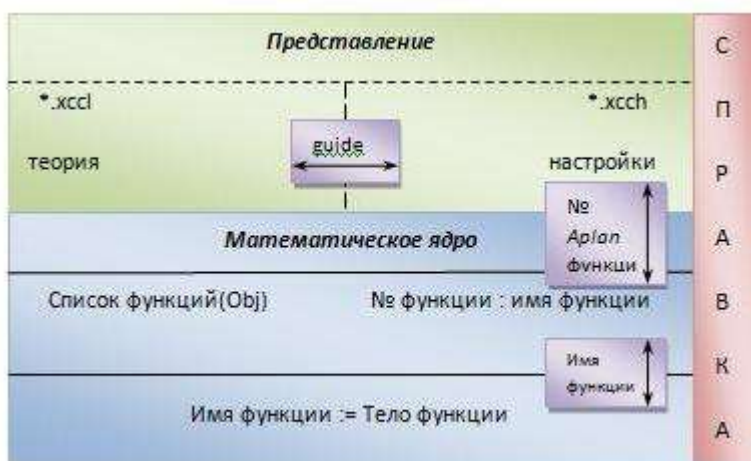 Представление
*.xccl
*.xcch
guide
теория
настройки
№
Aplan
функци
Математическое ядро
Список функций(Obj)
№ функции : имя функции
Имя
функции
Имя функции := Тело функции
С
П
Р
А
В
К
А